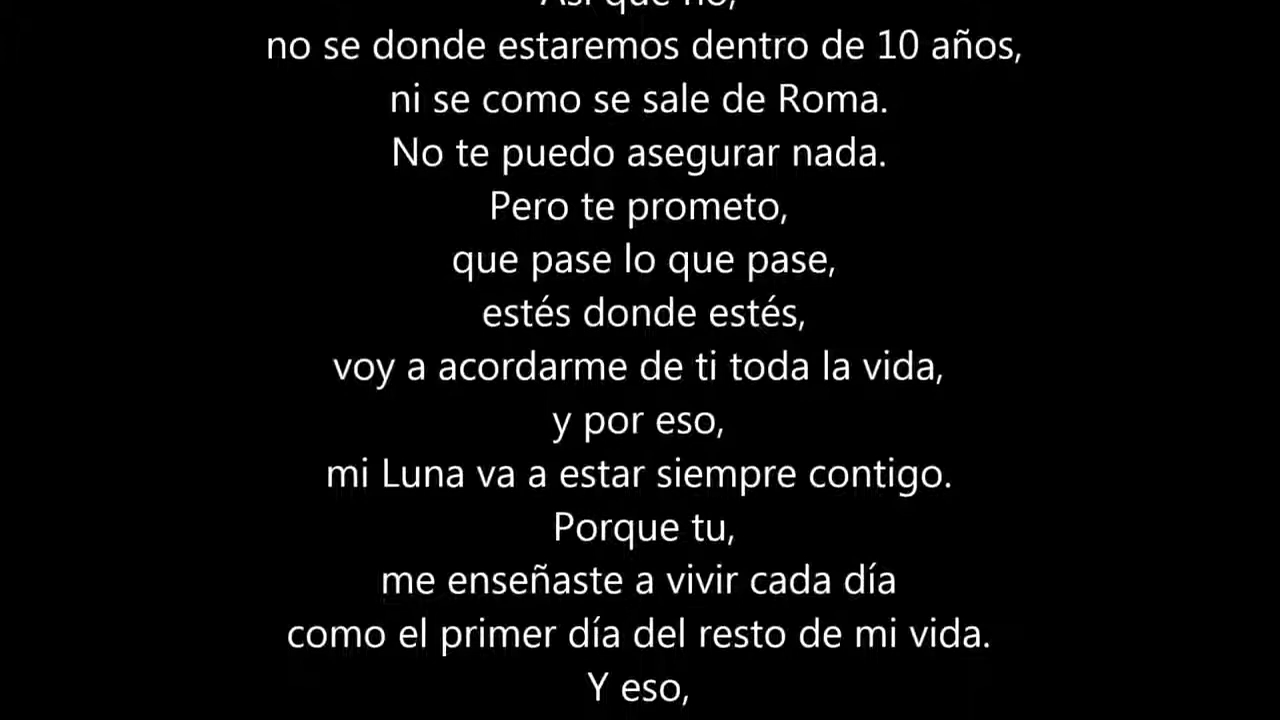 Así que no,
no se donde estaremos dentro de 10 años,
ni se como se sale de Roma.
No te puedo asegurar nada.
Pero te prometo,
que pase lo que pase,
estés donde estés,
voy a acordarme de ti toda la vida,
y por eso,
mi Luna va a estar siempre contigo.
Porque tu,
me enseñaste a vivir cada día
como el primer día del resto de mi vida.
Y eso,